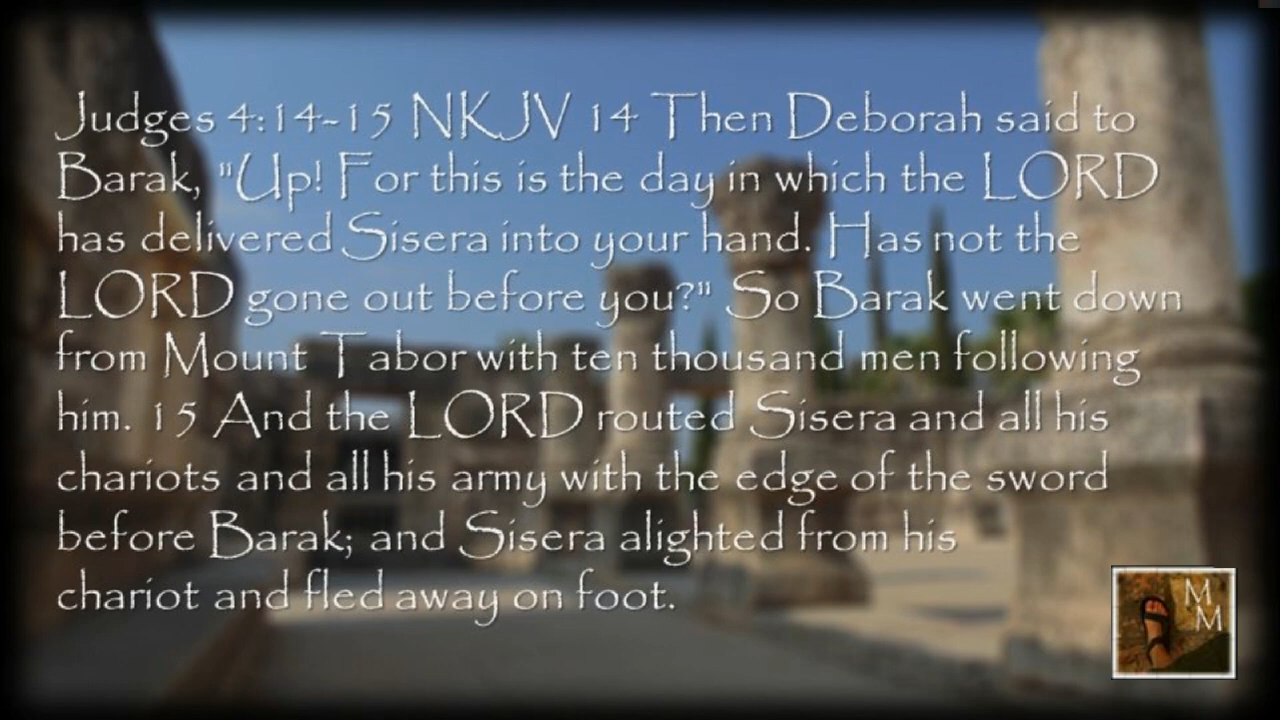 Judges 4:14-15 NKJV 14 Then Deborah said to
Barak, "Up! For this is the day in which the LORD
has delivered Sisera into your hand. Has not the
LORD gone out before you?" So Barak went down
from Mount Tabor with ten thousand men following
him. 15 And the LORD routed Sisera and all his
chariots and all his army with the edge of the sword
before Barak; and Sisera alighted from his
chariot and fled away on foot.
M
M